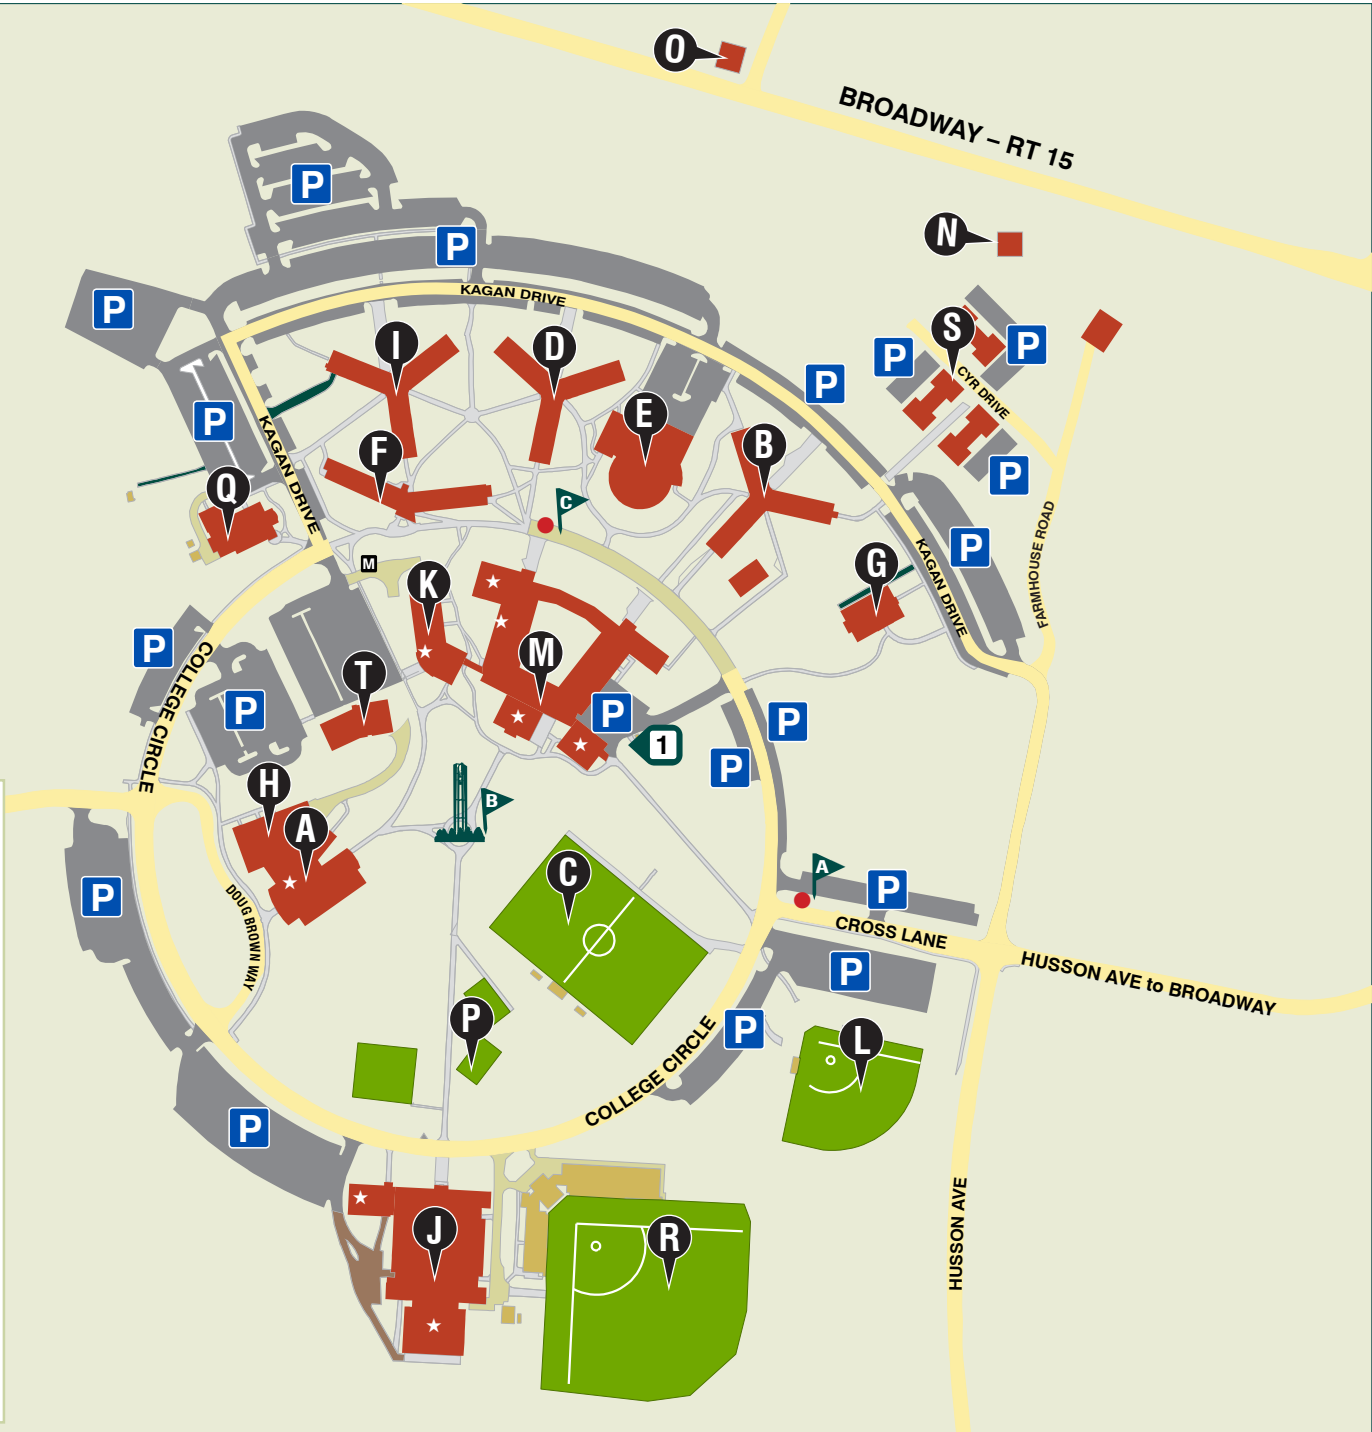 O
BROADWAY – RT 15
P
N
P
P
KAGAN DRIVE
S
P
P
I
D
P
CYR DRIVE
E
P
KAGAN DRIVE
B
F
P
Q
C
FARMHOUSE ROAD
P
KAGAN DRIVE
M
G
K
P
COLLEGE CIRCLE
M
T
P
P
P
1
P
H
B
A
A
C
P
P
DOUG BROWN WAY
CROSS LANE
HUSSON AVE to BROADWAY
P
P
P
L
COLLEGE CIRCLE
P
HUSSON AVE
J
R